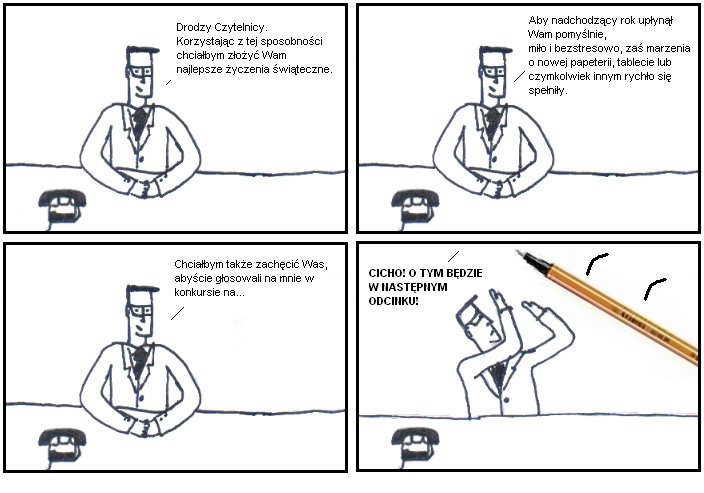 Drodzy Czytelnicy.
Korzystając z tej sposobności
chciałbym złożyć Wam
najlepsze życzenia świąteczne.
Aby nadchodzący rok upłynął
Wam pomyślnie,
miło i bezstresowo, zaś marzenia
o nowej papeterii, tablecie lub
czymkolwiek innym rychło się
spełniły.
Chciałbym także zachęcić Was,
abyście głosowali na mnie w
konkursie na...
CICHO! O TYM BĘDZIE
W NASTĘPNYM
ODCINKU!